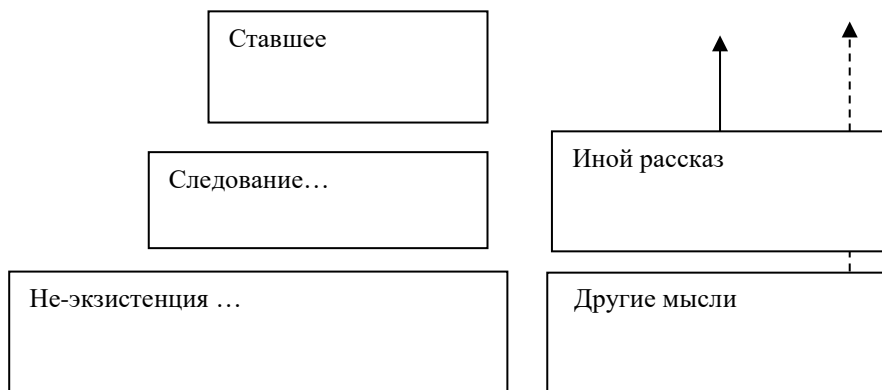 Ставшее
Следование…
Иной рассказ
Не-экзистенция …
Другие мысли